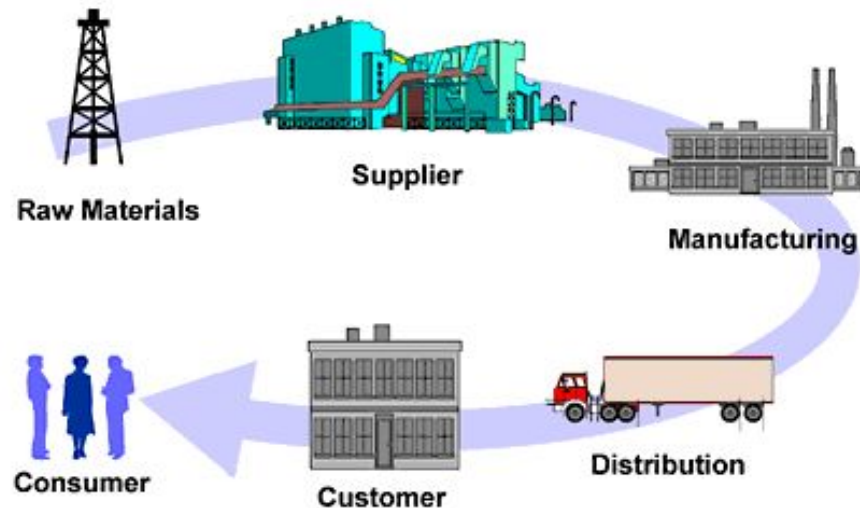 Raw Materials
Supplier
Manufacturing
Distribution
Customer
Consumer